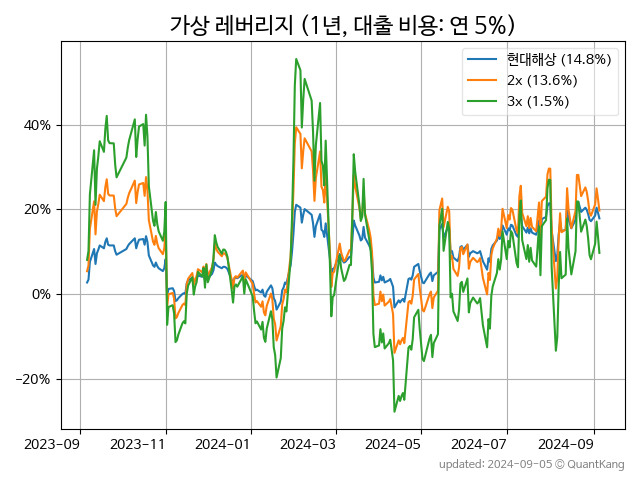 가상 레버리지 (1년, 대출 비용: 연 5%)
현대해상 (14.8%)
2x (13.6%)
3x (1.5%)
40%
20%
0%
−20%
2023-09 2023-11 2024-01 2024-03 2024-05 2024-07 2024-09
updated: 2024-09-05 © QuantKang